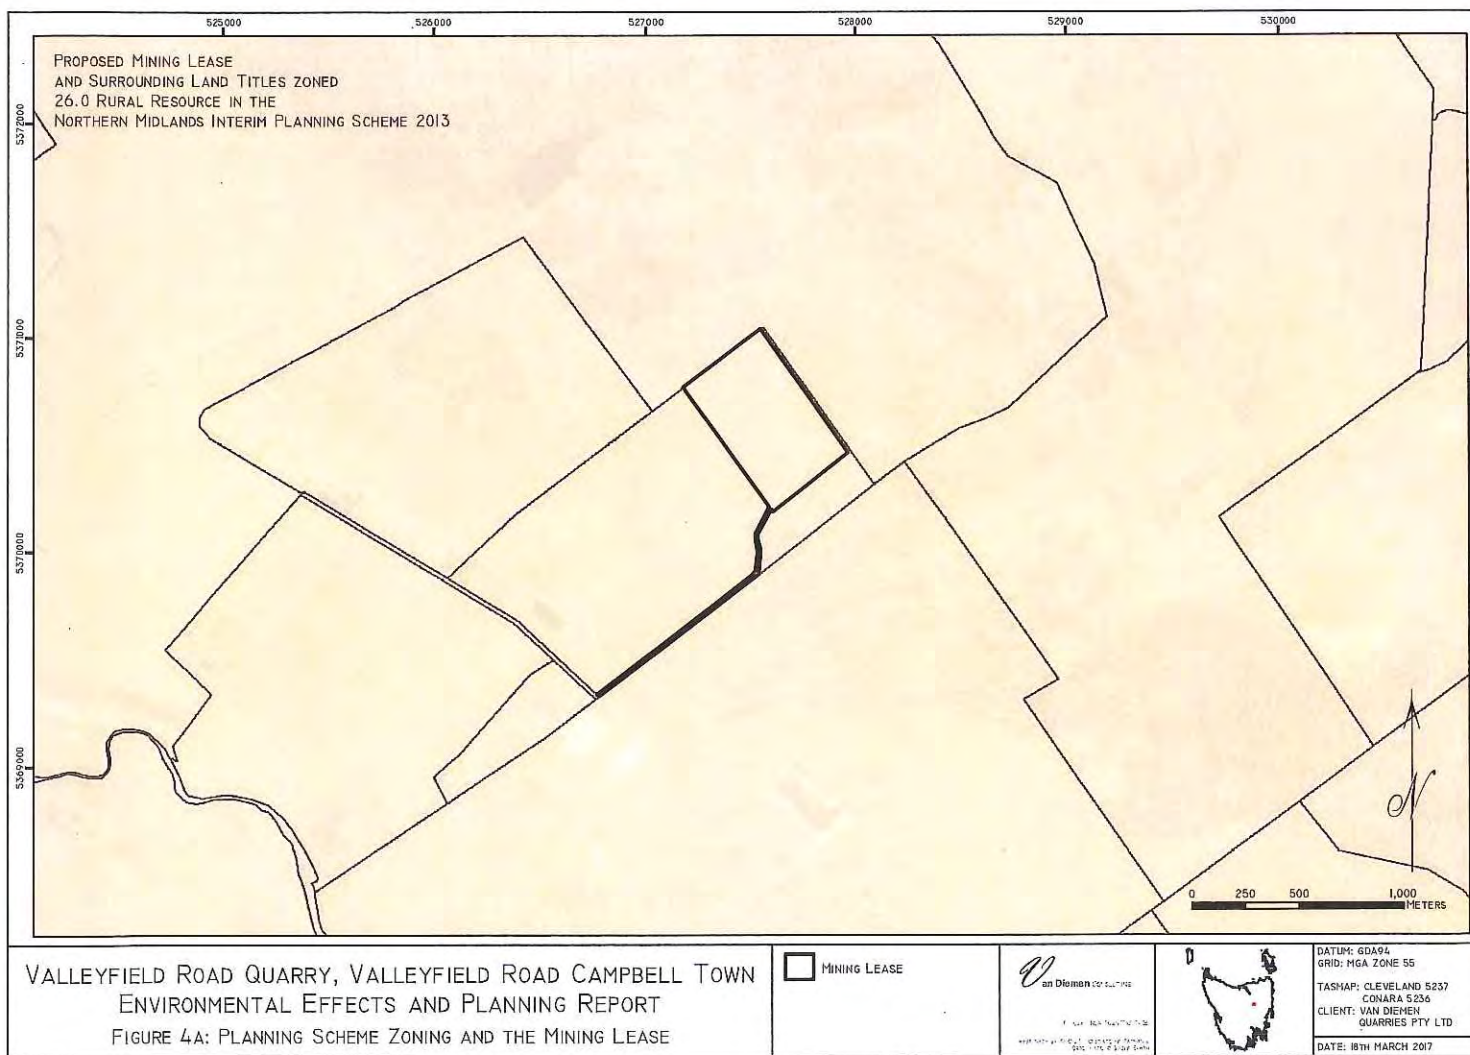 525000
526000
527000
528000
529000
530000
PROPOSED MINING LEASE
AND SURROUNDING LAND TITLES ZONED
26.0 RURAL RESOURCE IN THE
NORTHERN MIDLANDS INTERIM PLANNING SCHEME 2013
5372000
5371000
5370000
5369000
N
0 250 500 1,000
METERS
VALLEYFIELD ROAD QUARRY, VALLEYFIELD ROAD CAMPBELL TOWN
ENVIRONMENTAL EFFECTS AND PLANNING REPORT
FIGURE 4A: PLANNING SCHEME ZONING AND THE MINING LEASE
MINING LEASE
Van Diemen CONSULTING
DATUM: GDA94
GRID: MGA ZONE 55
TASMAP: CLEVELAND 5237
CONARA 5236
CLIENT: VAN DIEMEN
QUARRIES PTY LTD
DATE: 18TH MARCH 2017